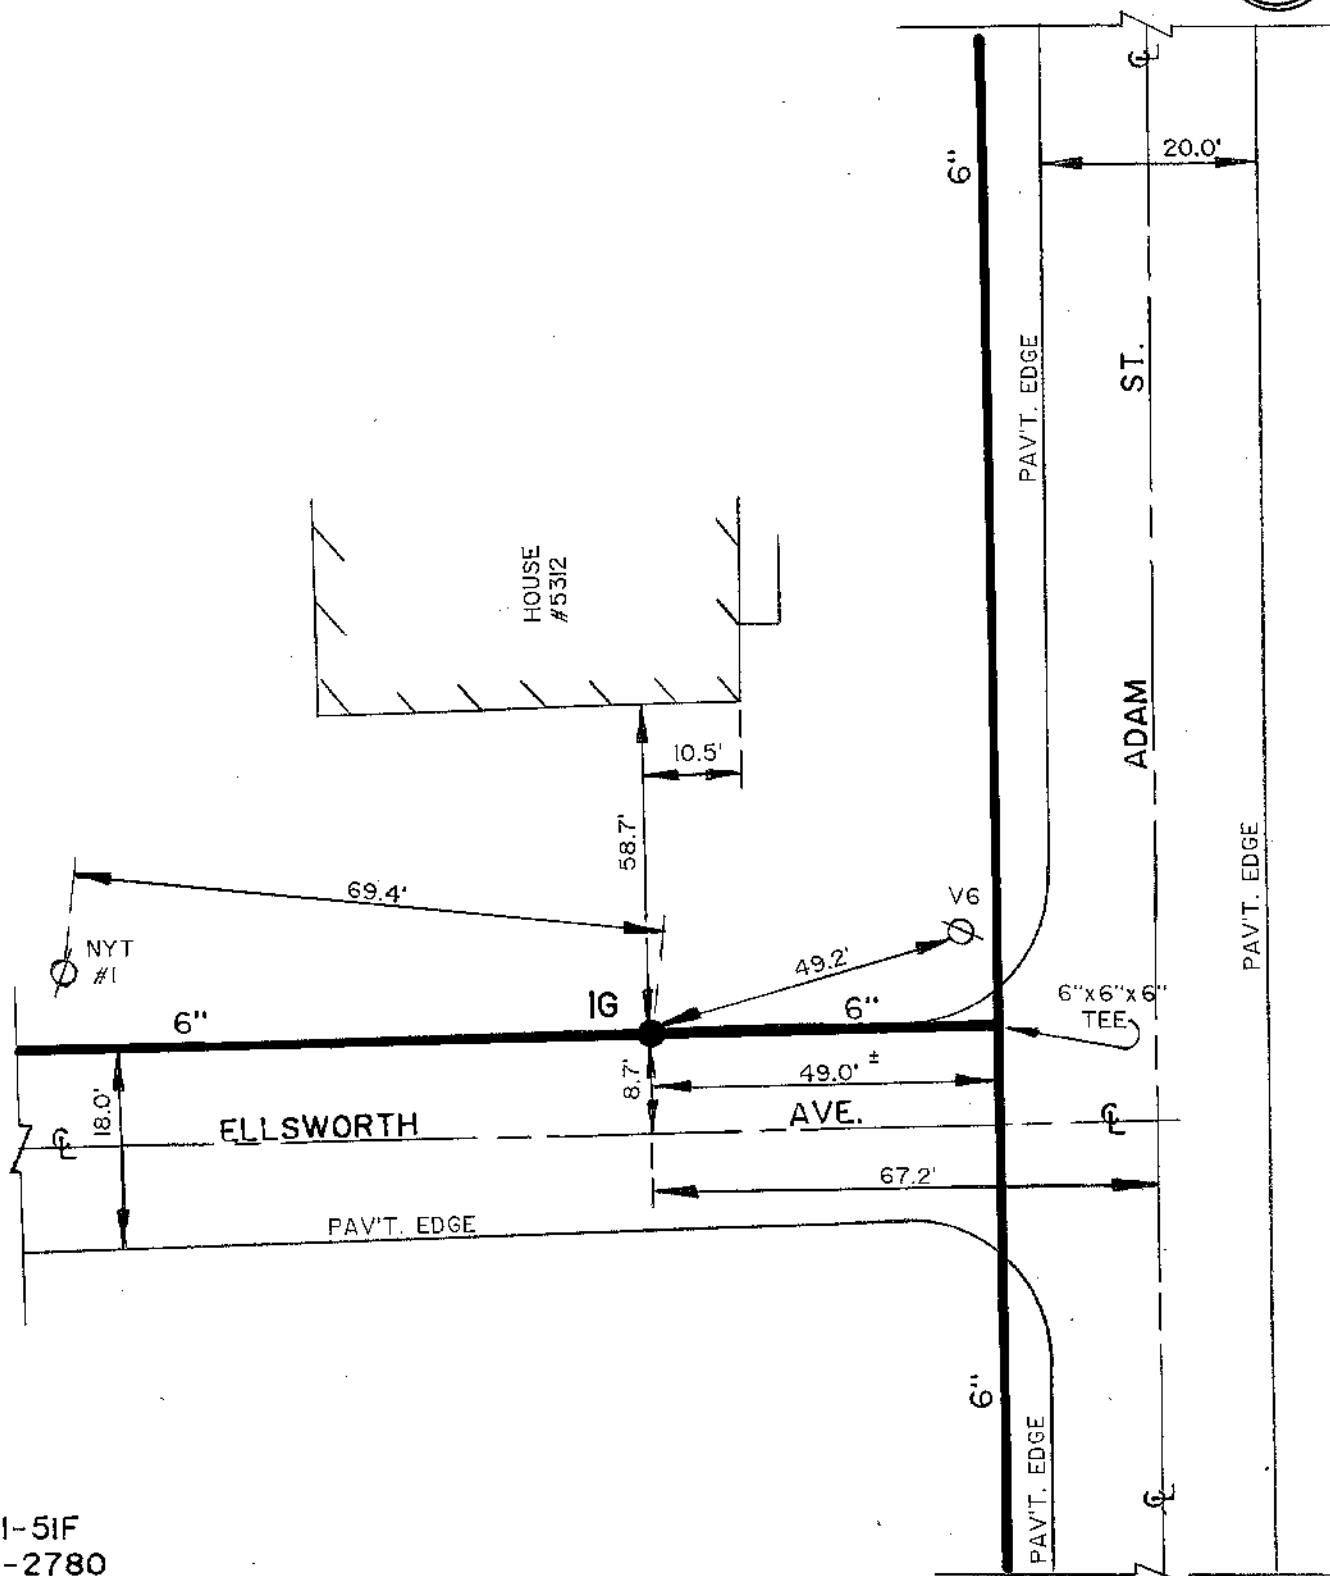 ℄
20.0'
6"
PAV'T. EDGE
ST.
HOUSE
#5312
ADAM
10.5'
58.7'
69.4'
PAV'T. EDGE
V6
NYT
#1
49.2'
6"x6"x6"
TEE
6"
1G
6"
18.0'
8.7'
49.0' ±
℄
ELLSWORTH
AVE.
℄
67.2'
PAV'T. EDGE
6"
PAV'T. EDGE
℄
1-51F
-2780